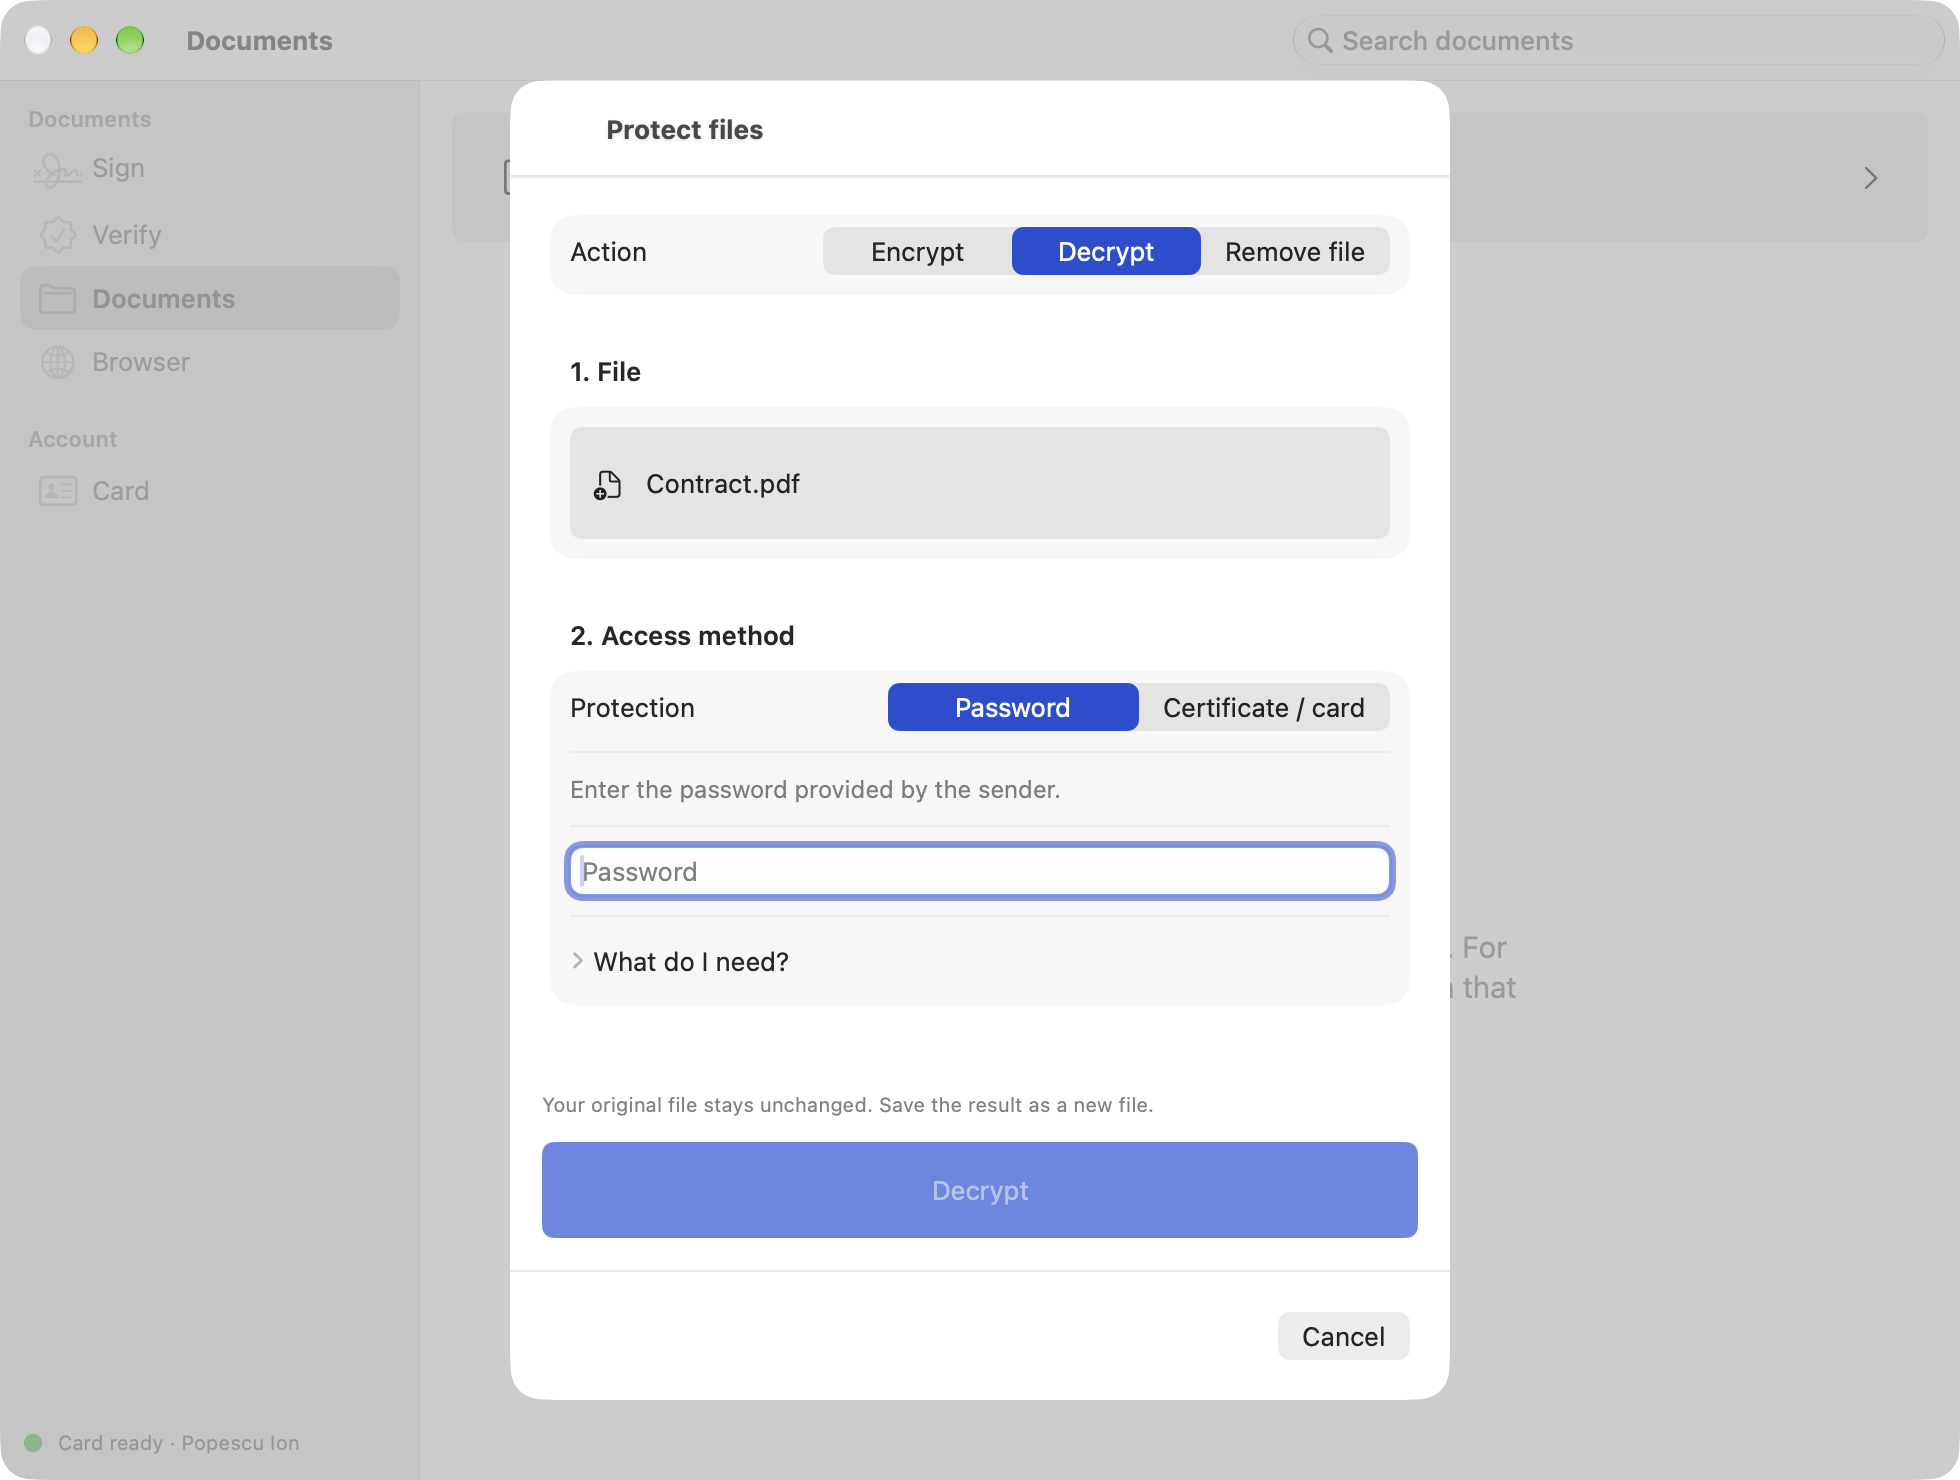 Documents
Search documents
Documents
Sign
Verify
Documents
Browser
Account
Card
Card ready · Popescu Ion
Protect files
Action
Encrypt
Decrypt
Remove file
1. File
Contract.pdf
2. Access method
Protection
Password
Certificate / card
Enter the password provided by the sender.
Password
What do I need?
Your original file stays unchanged. Save the result as a new file.
Decrypt
Cancel
. For
that